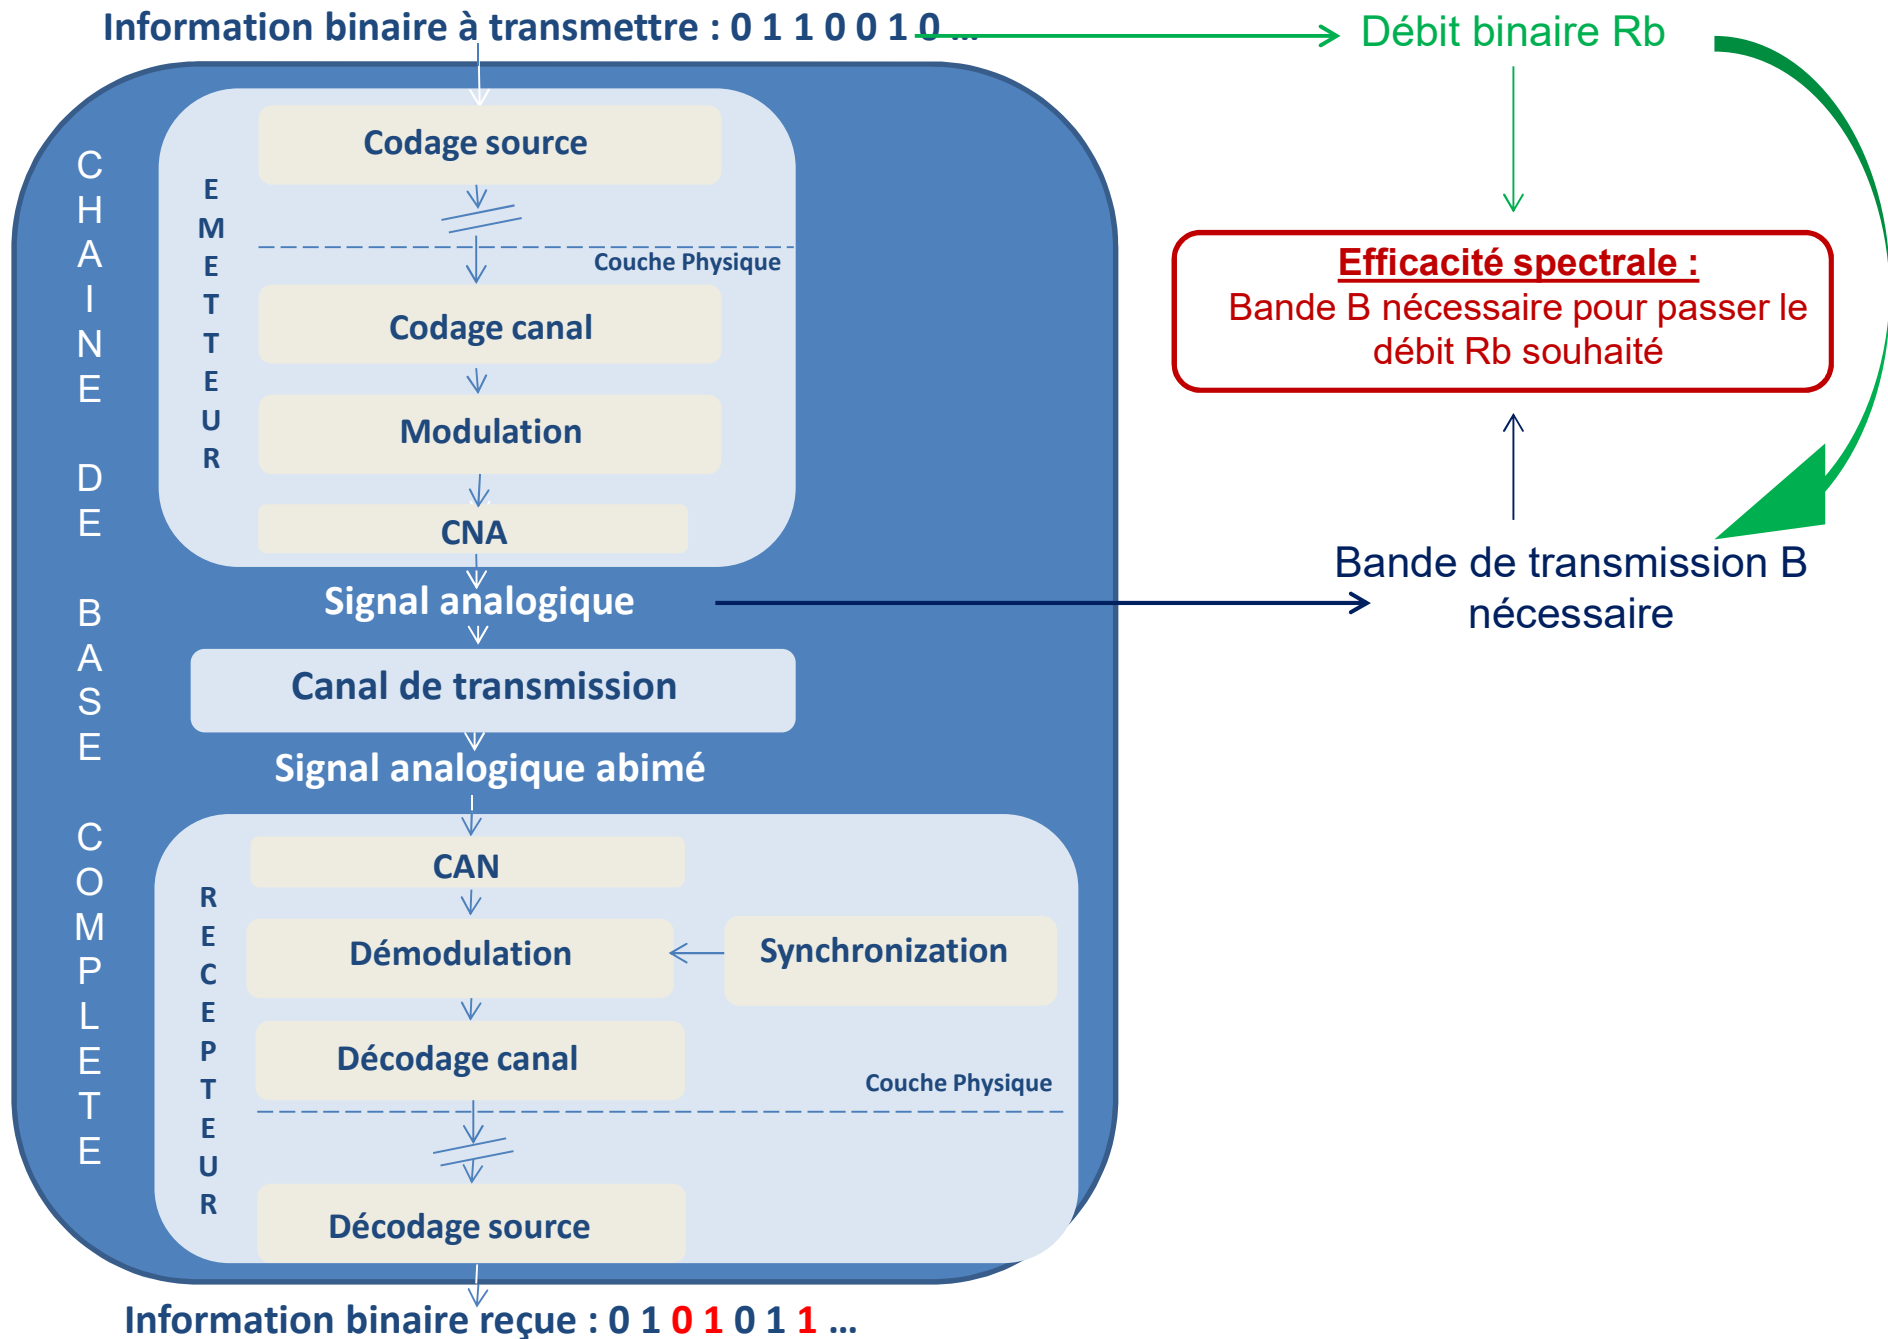 Information binaire à transmettre : 0 1 1 0 0 1 0 ...
Débit binaire Rb
CHAINE DE BASE COMPLETE
EMETTEUR
Codage source
Couche Physique
Codage canal
Modulation
CNA
Efficacité spectrale :
Bande B nécessaire pour passer le
débit Rb souhaité
Signal analogique
Bande de transmission B
nécessaire
Canal de transmission
Signal analogique abimé
RECEPTEUR
CAN
Démodulation
Synchronization
Décodage canal
Couche Physique
Décodage source
Information binaire reçue : 0 1 0 1 0 1 1 1 ...